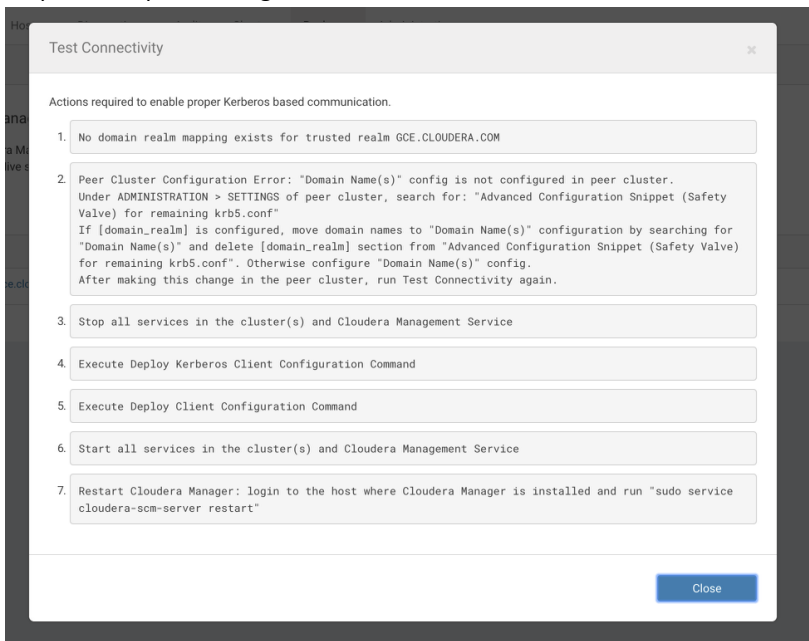 Hos
Test Connectivity
×
Actions required to enable proper Kerberos based communication.
1. No domain realm mapping exists for trusted realm GCE.CLOUDERA.COM
2. Peer Cluster Configuration Error: "Domain Name(s)" config is not configured in peer cluster.
Under ADMINISTRATION > SETTINGS of peer cluster, search for: "Advanced Configuration Snippet (Safety
Valve) for remaining krb5.conf"
If [domain_realm] is configured, move domain names to "Domain Name(s)" configuration by searching for
"Domain Name(s)" and delete [domain_realm] section from "Advanced Configuration Snippet (Safety Valve)
for remaining krb5.conf". Otherwise configure "Domain Name(s)" config.
After making this change in the peer cluster, run Test Connectivity again.
3. Stop all services in the cluster(s) and Cloudera Management Service
4. Execute Deploy Kerberos Client Configuration Command
5. Execute Deploy Client Configuration Command
6. Start all services in the cluster(s) and Cloudera Management Service
7. Restart Cloudera Manager: login to the host where Cloudera Manager is installed and run "sudo service
cloudera-scm-server restart"
Close